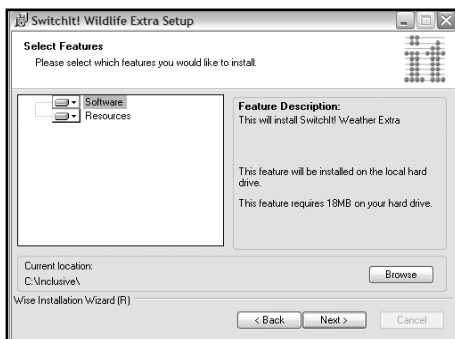 SwitchIt! Wildlife Extra Setup
Select Features
Please select which features you would like to install.
Software
Resources
Feature Description:
This will install SwitchIt! Weather Extra
This feature will be installed on the local hard
drive.
This feature requires 18MB on your hard drive.
Current location:
C:\Inclusive\
Browse
Wise Installation Wizard (R)
< Back
Next >
Cancel